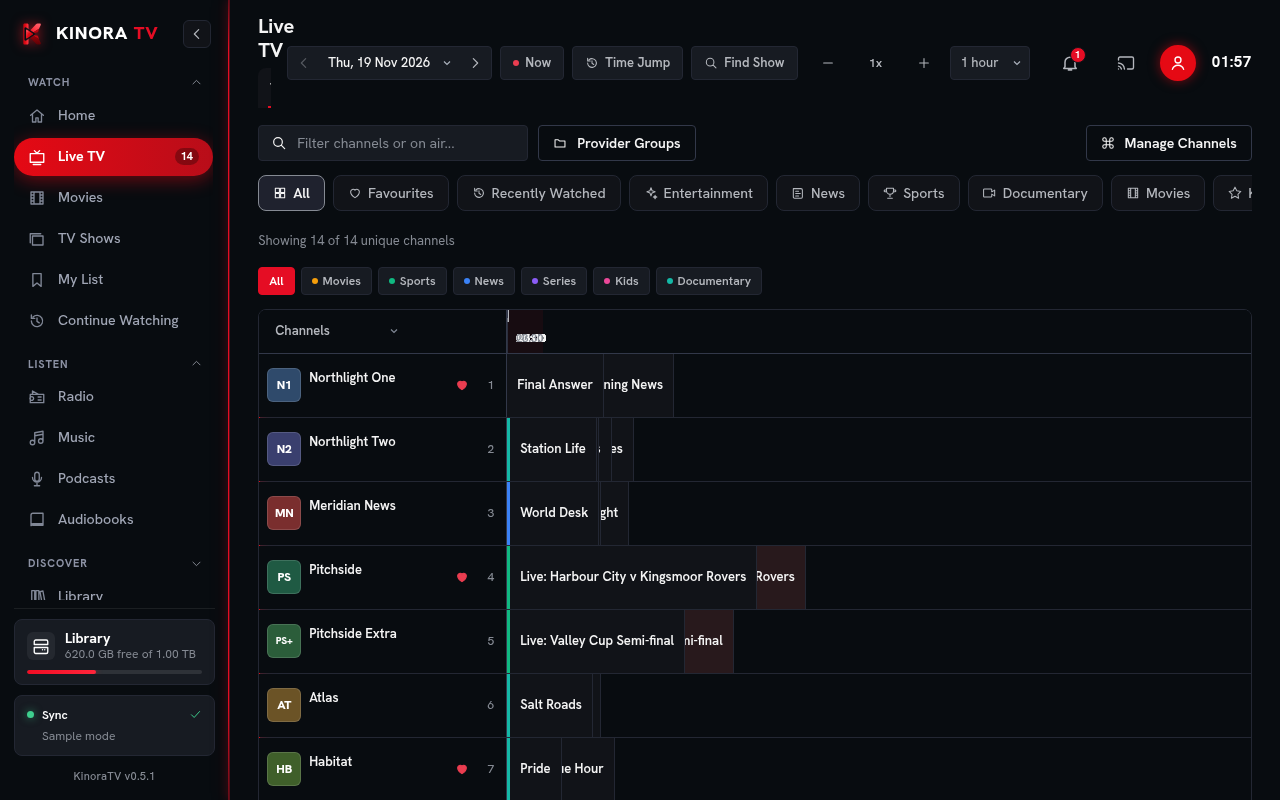 KINORA TV
WATCH
Home
Live TV 14
Movies
TV Shows
My List
Continue Watching
LISTEN
Radio
Music
Podcasts
Audiobooks
DISCOVER
Library
Library
620.0 GB free of 1.00 TB
Sync
Sample mode
KinoraTV v0.5.1
Live
TV
Thu, 19 Nov 2026
Now
Time Jump
Find Show
1x
1 hour
1
01:57
Filter channels or on air...
Provider Groups
Manage Channels
All
Favourites
Recently Watched
Entertainment
News
Sports
Documentary
Movies
Showing 14 of 14 unique channels
All
Movies
Sports
News
Series
Kids
Documentary
Channels
N1 Northlight One 1 Final Answer ning News
N2 Northlight Two 2 Station Life es
MN Meridian News 3 World Desk ght
PS Pitchside 4 Live: Harbour City v Kingsmoor Rovers Rovers
PS+ Pitchside Extra 5 Live: Valley Cup Semi-final ni-final
AT Atlas 6 Salt Roads
HB Habitat 7 Pride ue Hour